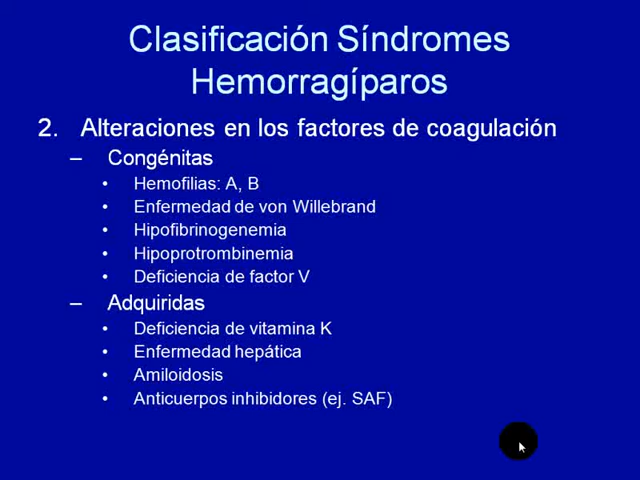 Clasificación Síndromes
Hemorragíparos
2. Alteraciones en los factores de coagulación
– Congénitas
• Hemofilias: A, B
• Enfermedad de von Willebrand
• Hipofibrinogenemia
• Hipoprotrombinemia
• Deficiencia de factor V
– Adquiridas
• Deficiencia de vitamina K
• Enfermedad hepática
• Amiloidosis
• Anticuerpos inhibidores (ej. SAF)